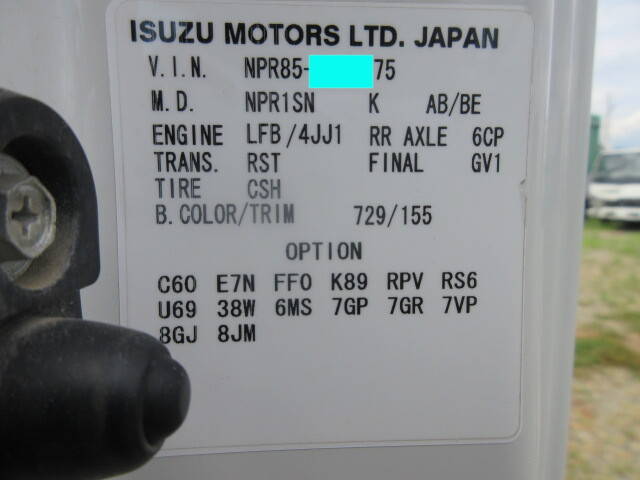 ISUZU MOTORS LTD. JAPAN
V.I.N. NPR85- 75
M.D. NPR1SN K AB/BE
ENGINE LFB/4JJ1 RR AXLE 6CP
TRANS. RST FINAL GV1
TIRE CSH
B.COLOR/TRIM 729/155
OPTION
C60 E7N FF0 K89 RPV RS6
U69 38W 6MS 7GP 7GR 7VP
8GJ 8JM